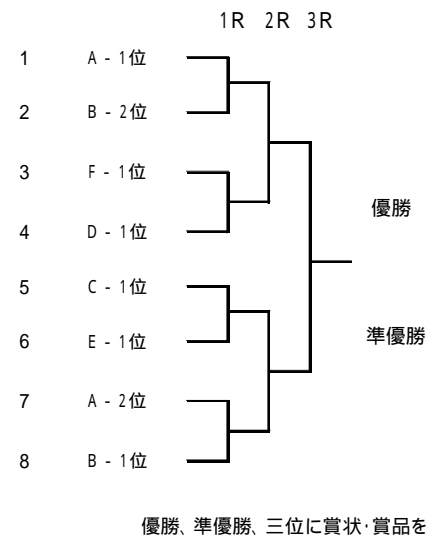 1R 2R 3R
1 A - 1位
2 B - 2位
3 F - 1位
4 D - 1位
優勝
5 C - 1位
準優勝
6 E - 1位
7 A - 2位
8 B - 1位
優勝、準優勝、三位に賞状・賞品を